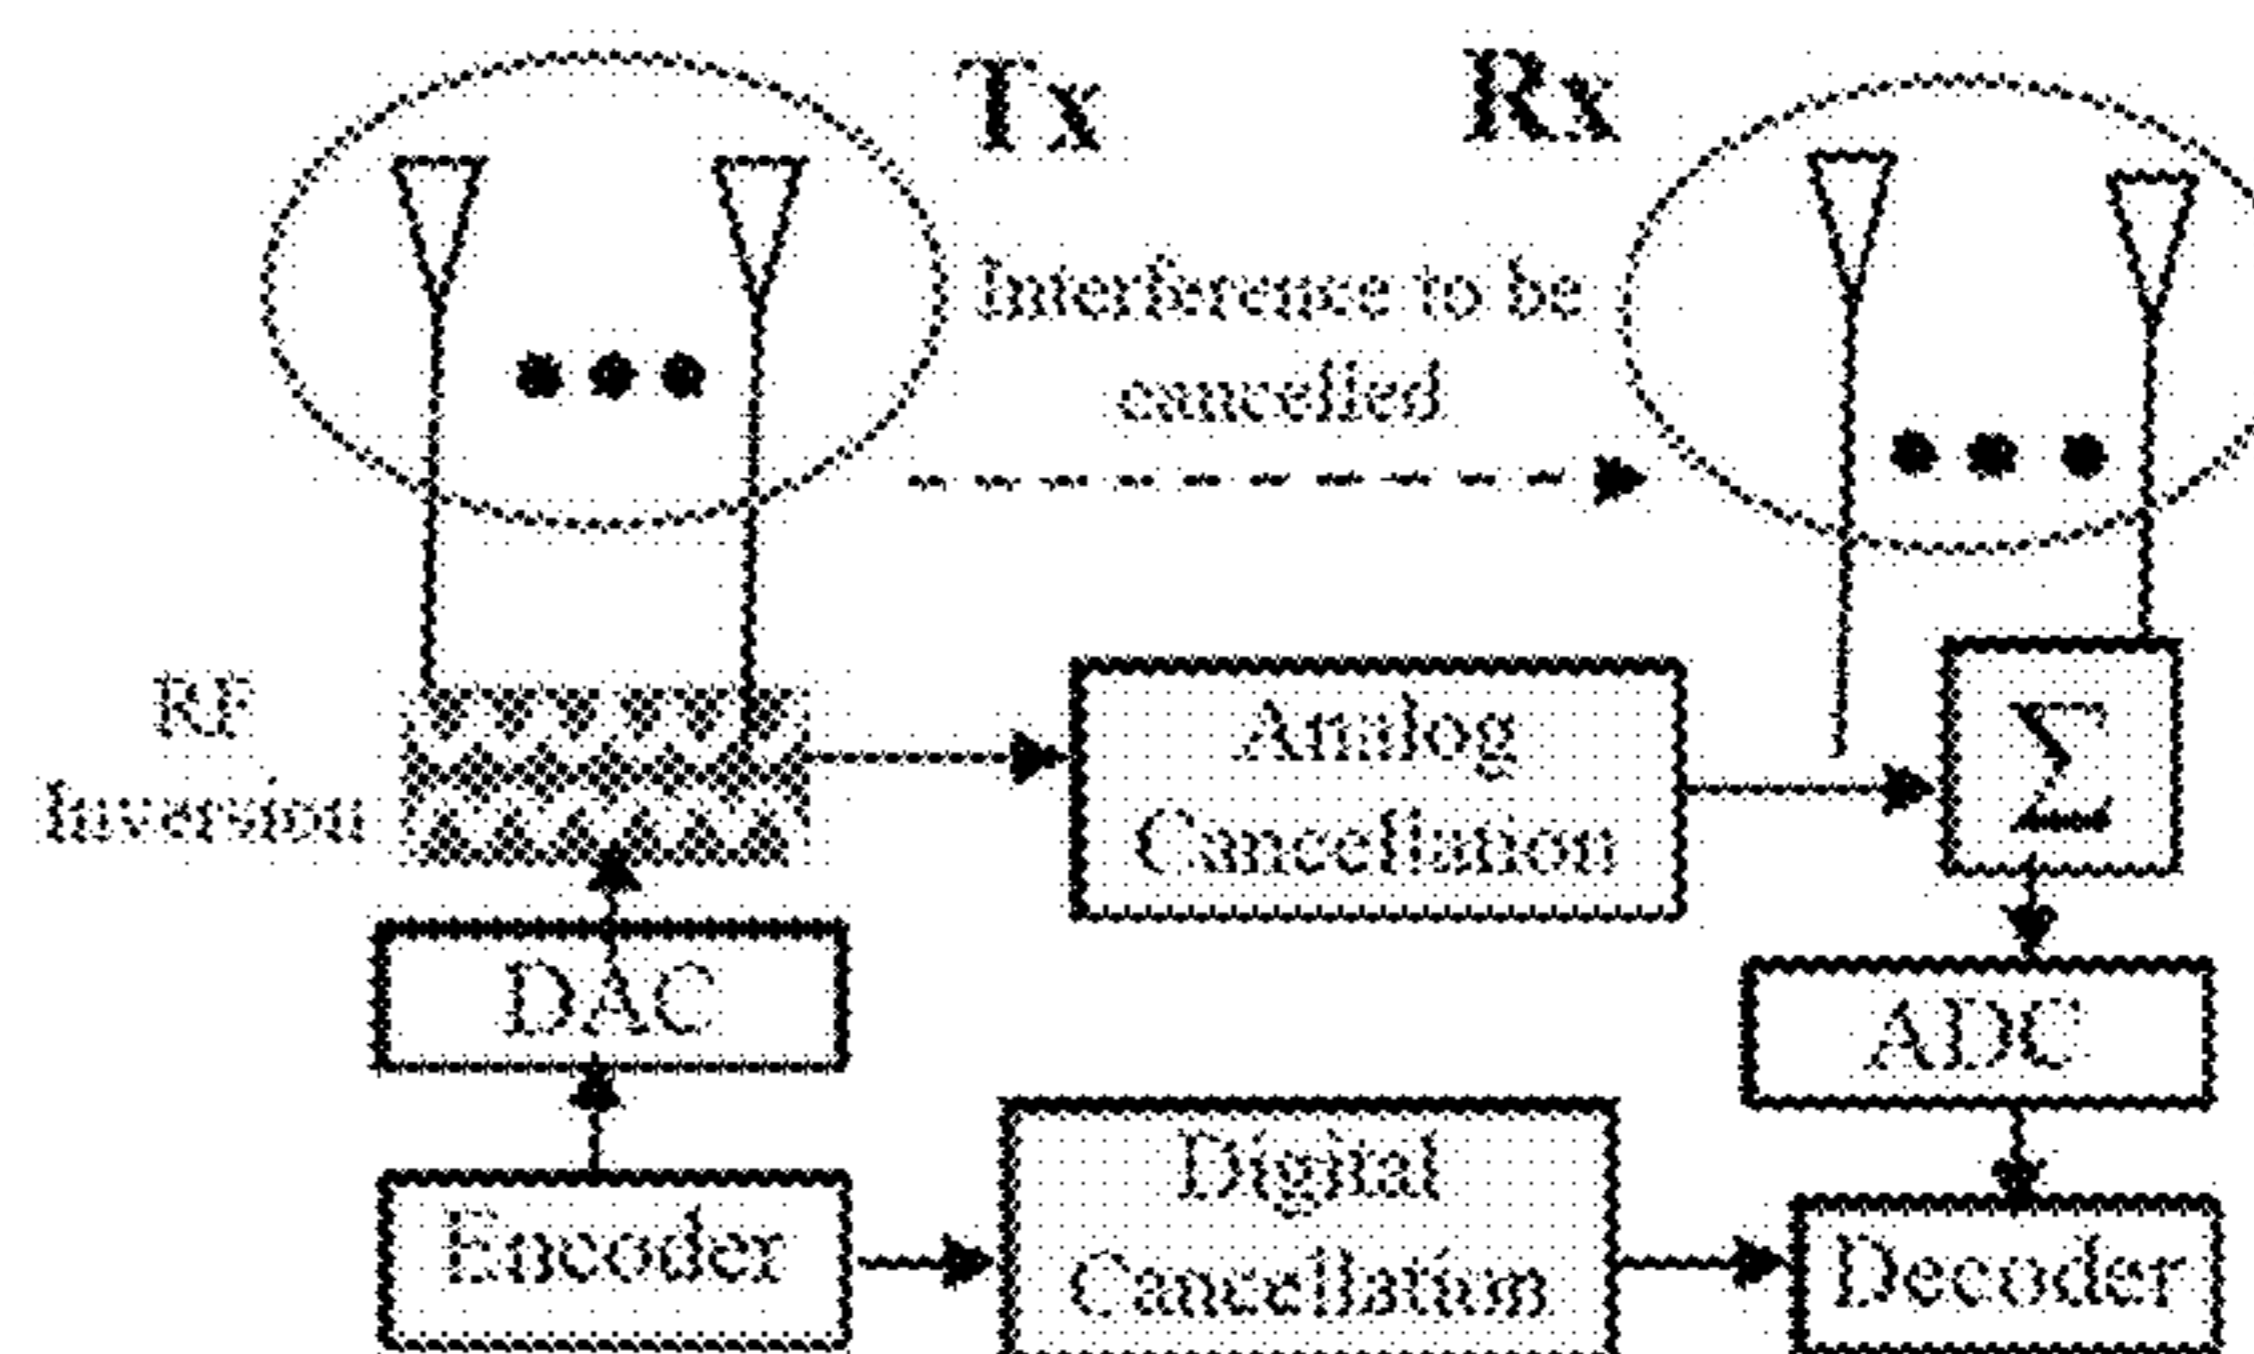 Tx
Rx
Interference to be
cancelled
RF
Inversion
Analog
Cancellation
Σ
DAC
ADC
Encoder
Digital
Cancellation
Decoder